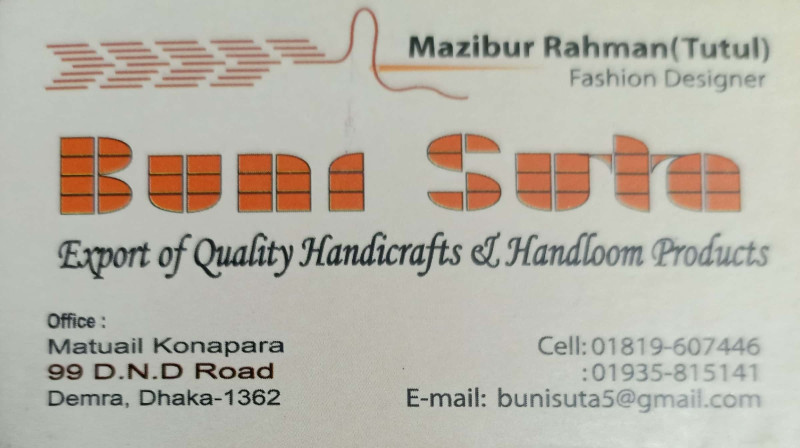 Mazibur Rahman(Tutul)
Fashion Designer
Buni Suta
Export of Quality Handicrafts & Handloom Products
Office :
Matuail Konapara
99 D.N.D Road
Demra, Dhaka-1362
Cell: 01819-607446
: 01935-815141
E-mail: bunisuta5@gmail.com